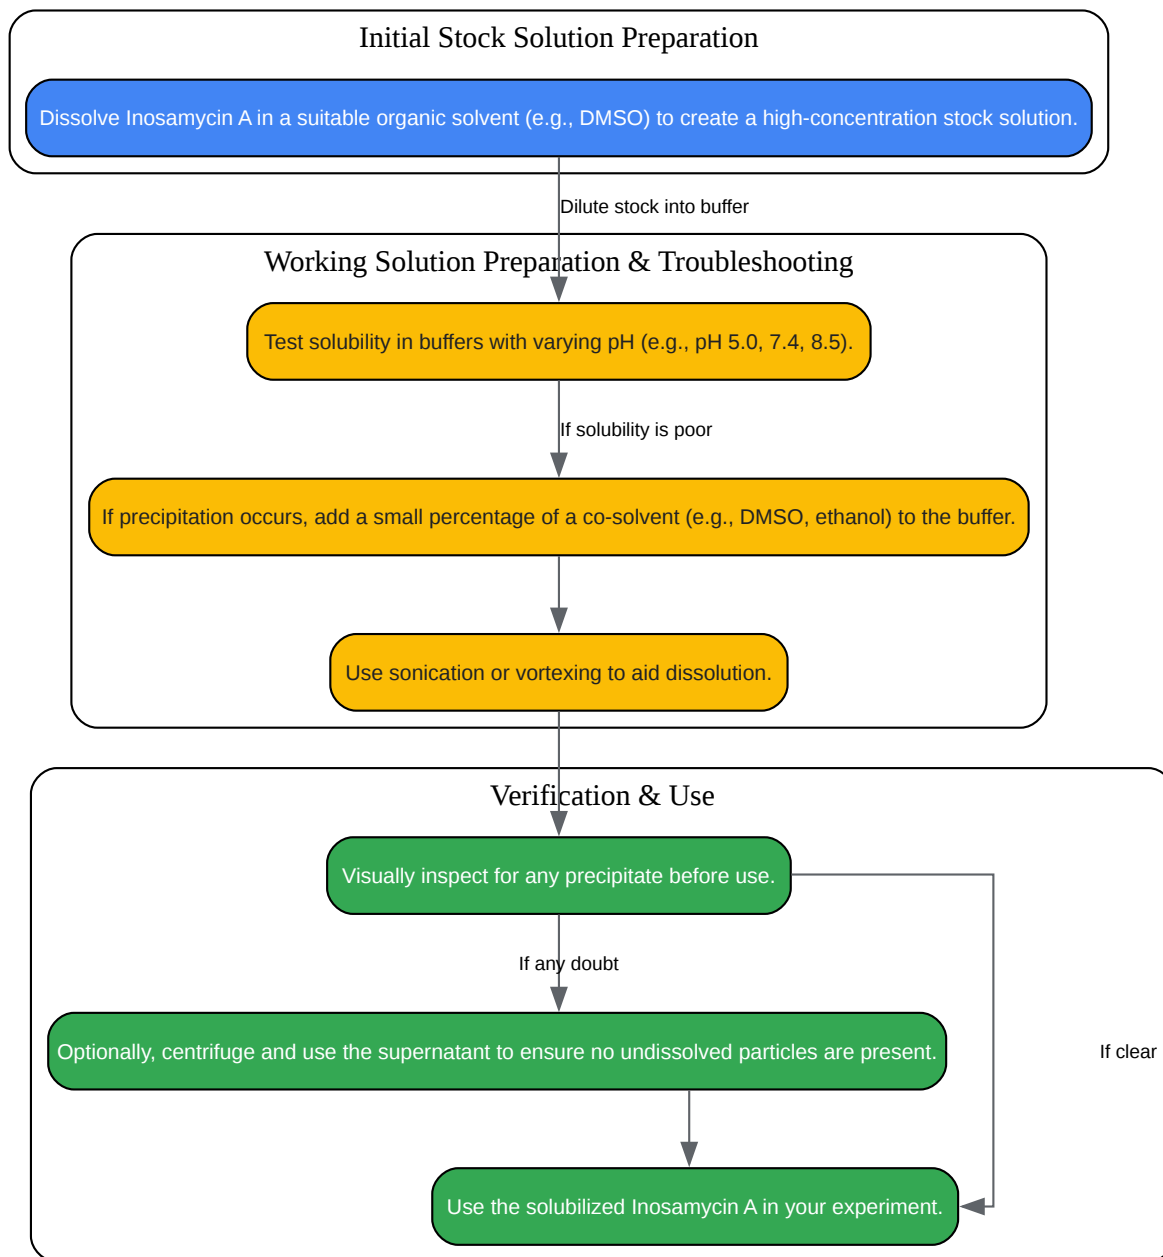 Initial Stock Solution Preparation
Dissolve Inosamycin A in a suitable organic solvent (e.g., DMSO) to create a high-concentration stock solution.
Dilute stock into buffer
Working Solution Preparation & Troubleshooting
Test solubility in buffers with varying pH (e.g., pH 5.0, 7.4, 8.5).
If solubility is poor
If precipitation occurs, add a small percentage of a co-solvent (e.g., DMSO, ethanol) to the buffer.
Use sonication or vortexing to aid dissolution.
Verification & Use
Visually inspect for any precipitate before use.
If any doubt
Optionally, centrifuge and use the supernatant to ensure no undissolved particles are present.
If clear
Use the solubilized Inosamycin A in your experiment.